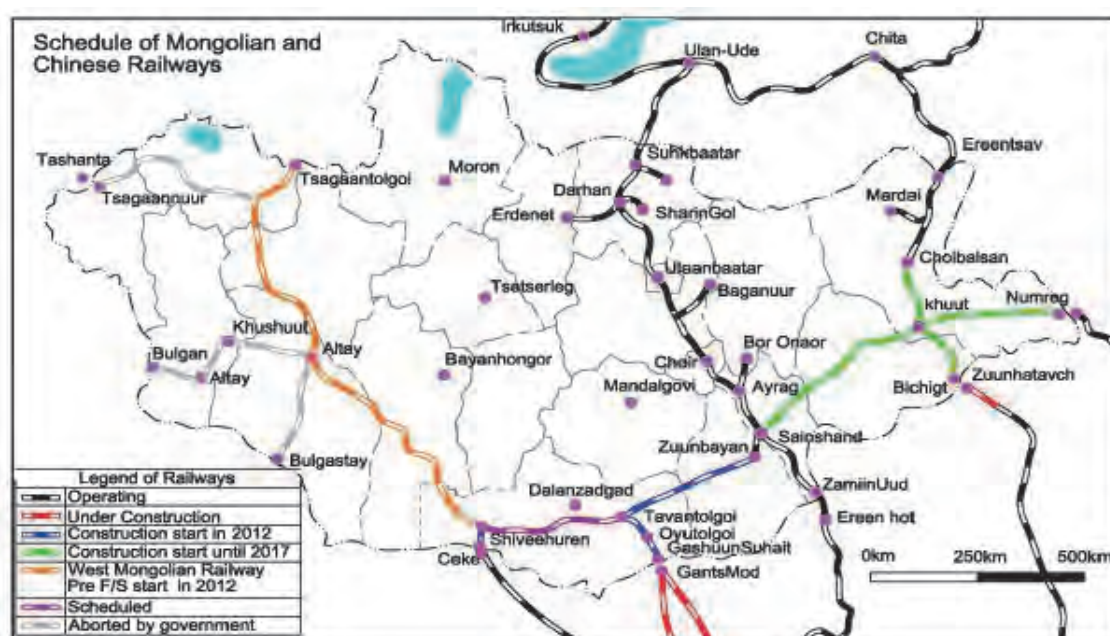 Schedule of Mongolian and
Chinese Railways
Irkutsuk
Ulan-Ude
Chita
Ereentsav
Tashanta
Tsagaannuur
Tsagaantolgoi
Moron
Suhkbaatar
Darhan
Erdenet
SharinGol
Mardai
Choibalsan
Ulaanbaatar
Baganuur
Tsetserleg
khuut
Numreg
Khushuut
Bulgan
Altay
Altay
Bayanhongor
Choir
Bor Onaor
Mandalgovi
Ayrag
Bichigt
Zuunhatavch
Sainshand
Zuunbayan
Bulgastay
Dalanzadgad
ZamiinUud
Tavantolgoi
Ereen hot
Shiveehuren
Oyutolgoi
GashuunSuhait
Ceke
GantsMod
0km
250km
500km
Legend of Railways
Operating
Under Construction
Construction start in 2012
Construction start until 2017
West Mongolian Railway
Pre F/S start in 2012
Scheduled
Aborted by government